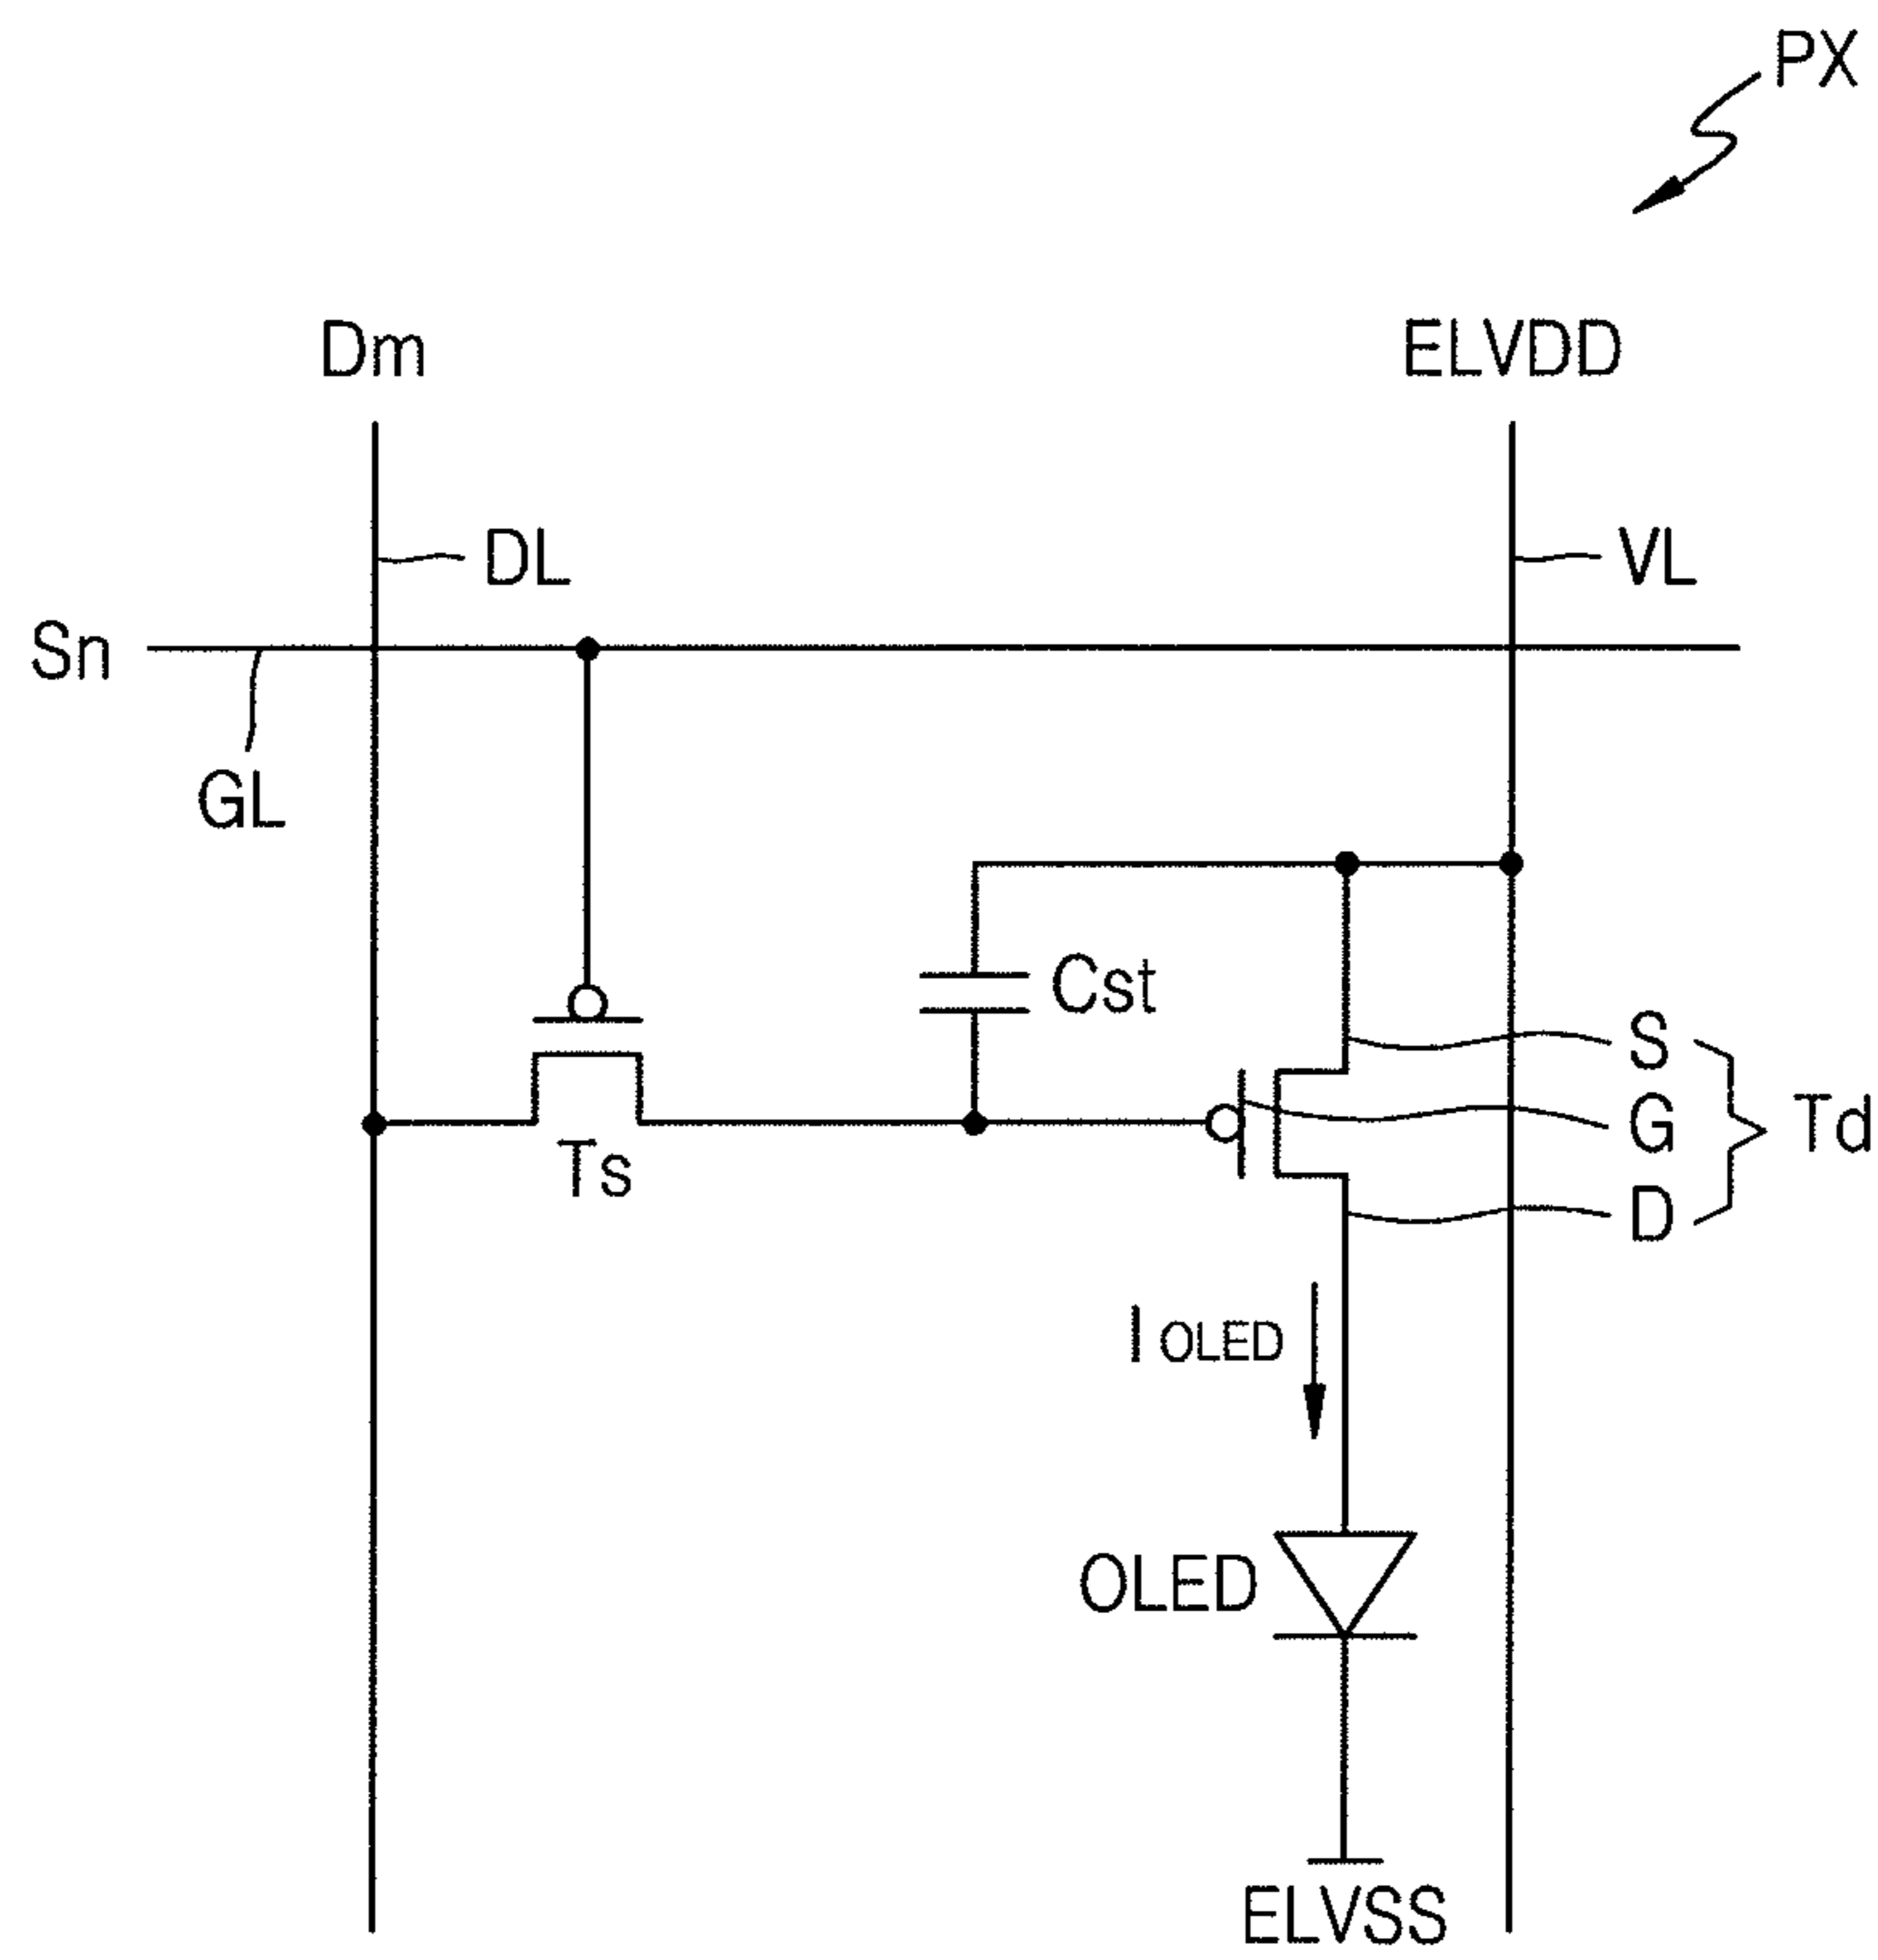 PX
Dm
ELVDD
DL
VL
Sn
GL
Cst
S
G
Td
Ts
D
I OLED
OLED
ELVSS